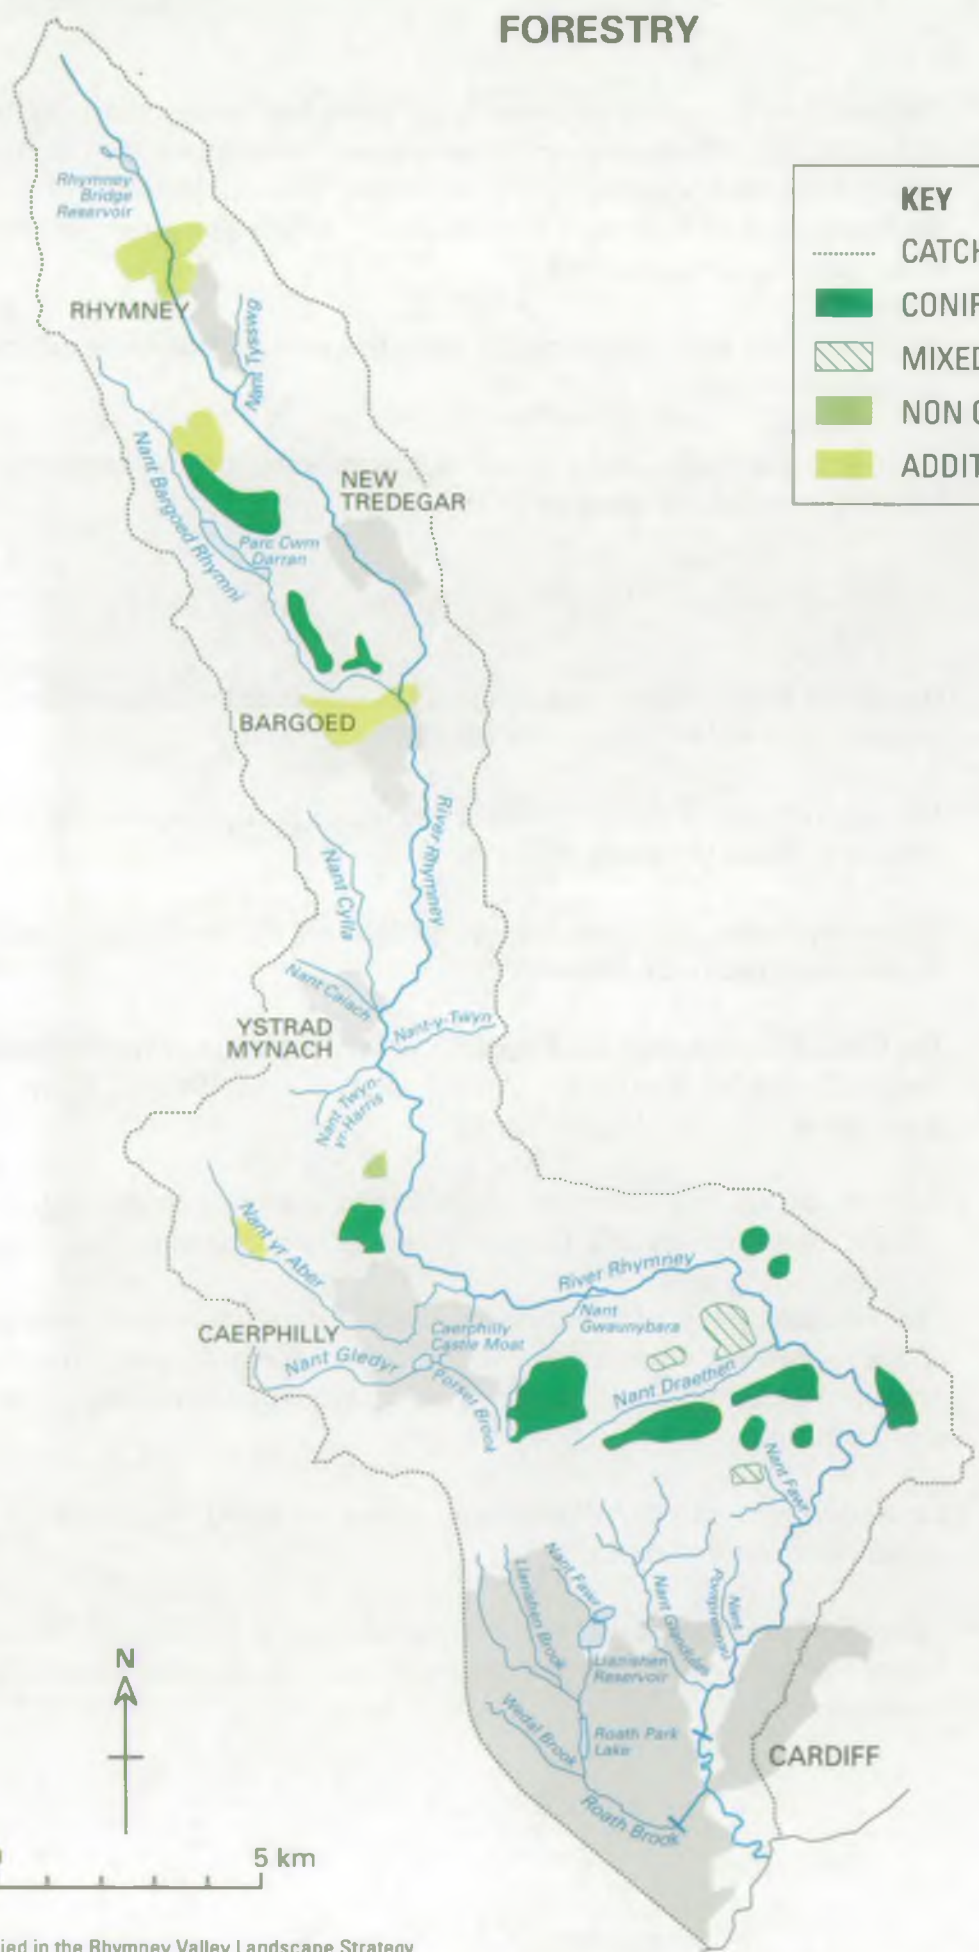 FORESTRY
KEY
CATCH
CONIF
MIXED
NON C
ADDIT
Rhymney
Bridge
Reservoir
RHYMNEY
Nant Tysswg
Nant Bargoed Rhymni
NEW
TREDEGAR
Parc Cwm
Darran
BARGOED
River Rhymney
Nant Cylla
Nant Caiach
YSTRAD
MYNACH
Nant-y-Twyn
Nant Twyn-
yr-Harris
Nant yr Aber
River Rhymney
Nant
Gwaunybara
CAERPHILLY
Caerphilly
Castle Moat
Nant Gledyr
Porset Brook
Nant Draethen
Nant Fawr
Nant Fawr
Llanishen Brook
Nant Glandulas
Nant
Pontprennau
Llanishen
Reservoir
Wedal Brook
Roath Park
Lake
Roath Brook
CARDIFF
N
5 km
ied in the Rhymney Valley Landscape Strategy